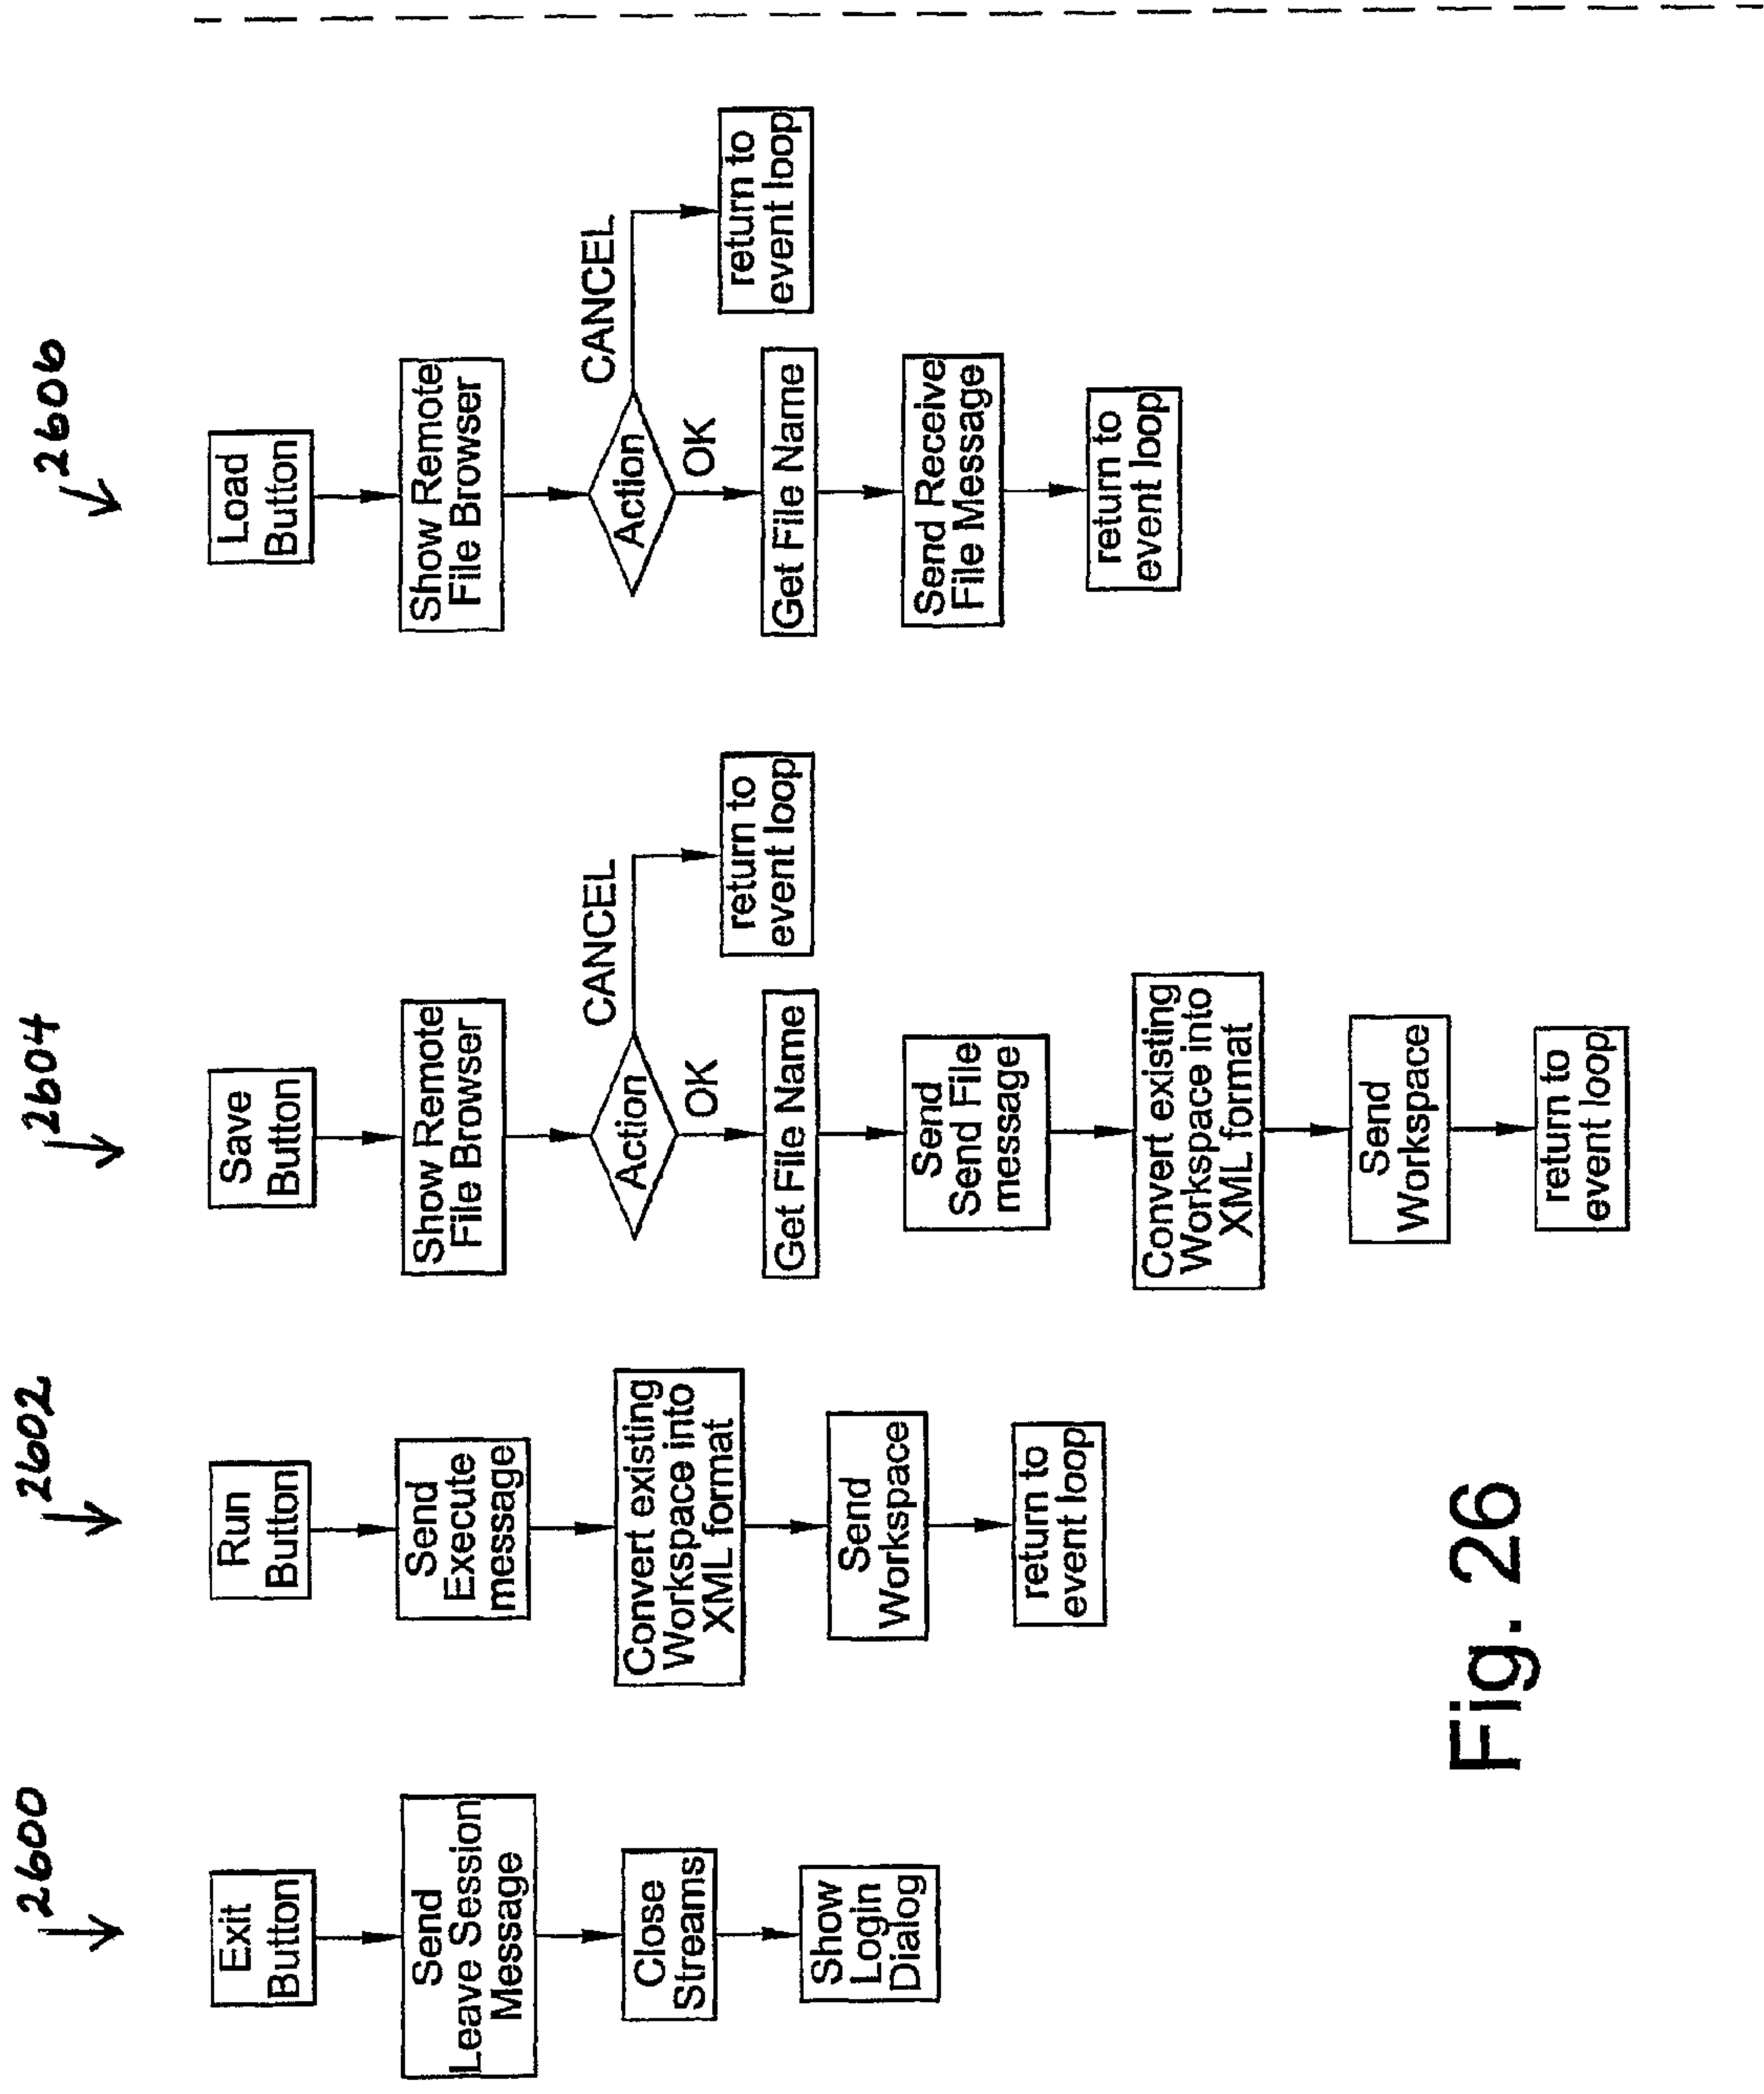 2600
Exit
Button
Send
Leave Session
Message
Close
Streams
Show
Login
Dialog
2602
Run
Button
Send
Execute
message
Convert existing
Workspace into
XML format
Send
Workspace
return to
event loop
2604
Save
Button
Show Remote
File Browser
Action
CANCEL
return to
event loop
OK
Get File Name
Send
Send File
message
Convert existing
Workspace into
XML format
Send
Workspace
return to
event loop
2606
Load
Button
Show Remote
File Browser
Action
CANCEL
return to
event loop
OK
Get File Name
Send Receive
File Message
return to
event loop
Fig. 26